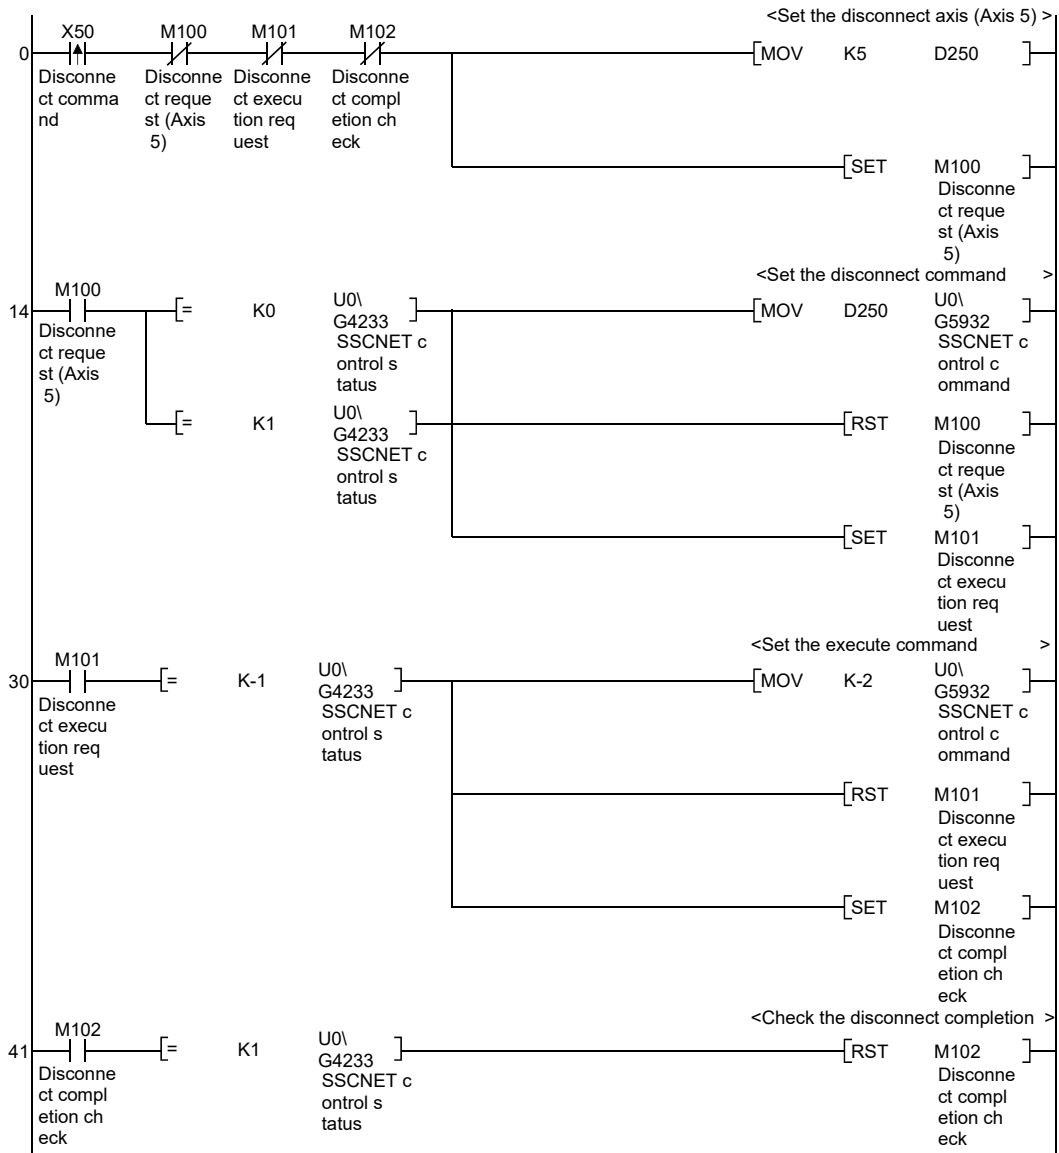 <Set the disconnect axis (Axis 5) >
X50 M100 M101 M102
0 [MOV K5 D250 ]
Disconne Disconne Disconne Disconne
ct comma ct reque ct execu ct compl
nd st (Axis tion req etion ch
5) uest eck
[SET M100 ]
Disconne
ct reque
st (Axis
5)
<Set the disconnect command >
M100
14 [= K0 U0\ ] [MOV D250 U0\ ]
G4233 G5932
Disconne SSCNET c SSCNET c
ct reque ontrol s ontrol c
st (Axis tatus ommand
5)
[= K1 U0\ ] [RST M100 ]
G4233 Disconne
SSCNET c ct reque
ontrol s st (Axis
tatus 5)
[SET M101 ]
Disconne
ct execu
tion req
uest
<Set the execute command >
M101
30 [= K-1 U0\ ] [MOV K-2 U0\ ]
G4233 G5932
Disconne SSCNET c SSCNET c
ct execu ontrol s ontrol c
tion req tatus ommand
uest
[RST M101 ]
Disconne
ct execu
tion req
uest
[SET M102 ]
Disconne
ct compl
etion ch
eck
<Check the disconnect completion >
M102
41 [= K1 U0\ ] [RST M102 ]
G4233
Disconne SSCNET c Disconne
ct compl ontrol s ct compl
etion ch tatus etion ch
eck eck